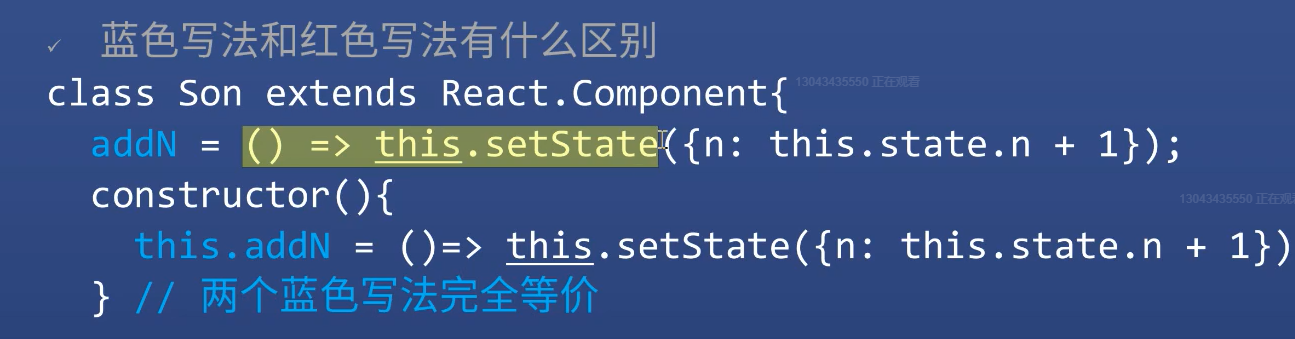 ✓ 蓝色写法和红色写法有什么区别
class Son extends React.Component{
13043435550 正在观看
addN = () => this.setState({n: this.state.n + 1});
constructor(){
13043435550 正在观
this.addN = ()=> this.setState({n: this.state.n + 1})
} // 两个蓝色写法完全等价